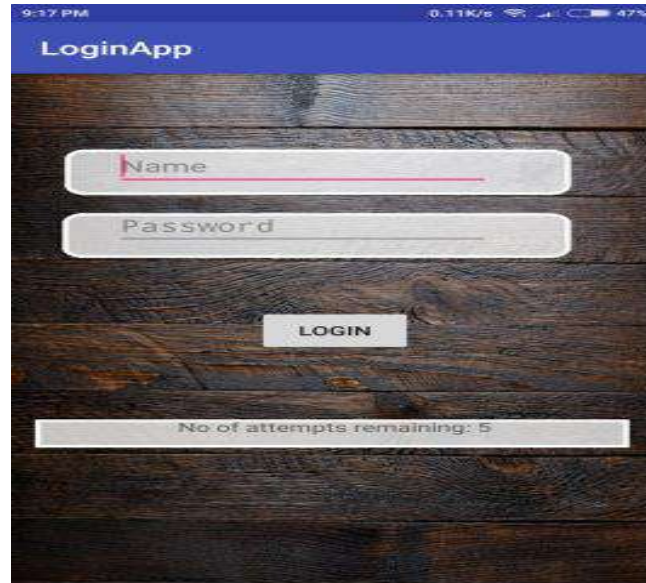 9:17 PM 0.11K/s 47%
LoginApp
Name
Password
LOGIN
No of attempts remaining: 5